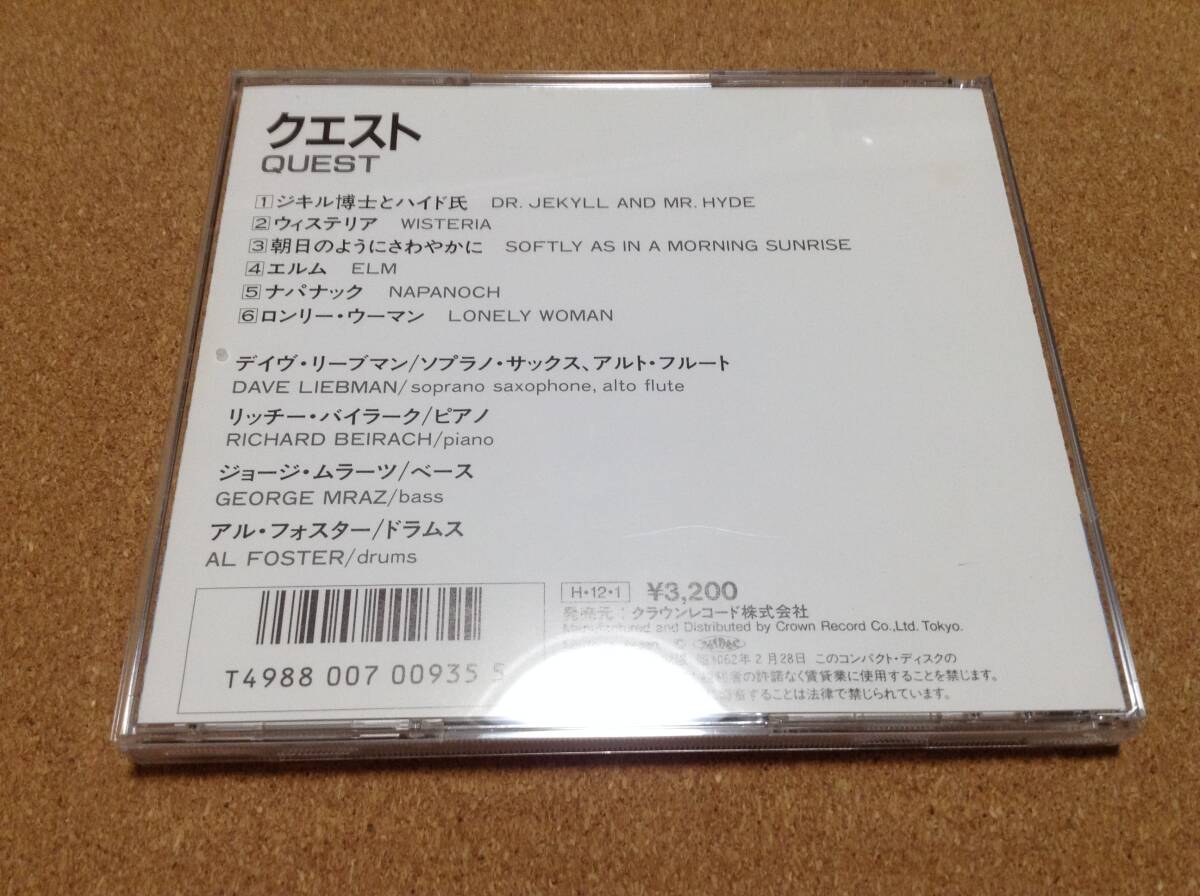 クエスト
QUEST
1 ジキル博士とハイド氏 DR. JEKYLL AND MR. HYDE
2 ウィステリア WISTERIA
3 朝日のようにさわやかに SOFTLY AS IN A MORNING SUNRISE
4 エルム ELM
5 ナパナック NAPANOCH
6 ロンリー・ウーマン LONELY WOMAN
デイヴ・リーブマン/ソプラノ・サックス、アルト・フルート
DAVE LIEBMAN/soprano saxophone, alto flute
リッチー・バイラーク/ピアノ
RICHARD BEIRACH/piano
ジョージ・ムラーツ/ベース
GEORGE MRAZ/bass
アル・フォスター/ドラムス
AL FOSTER/drums
H・12・1 ¥3,200
発売元：クラウンレコード株式会社
Manufactured and Distributed by Crown Record Co.,Ltd. Tokyo.
62年2月28日 このコンパクト・ディスクの
の許諾なく賃貸業に使用することを禁じます。
することは法律で禁じられています。
T4988 007 00935 5